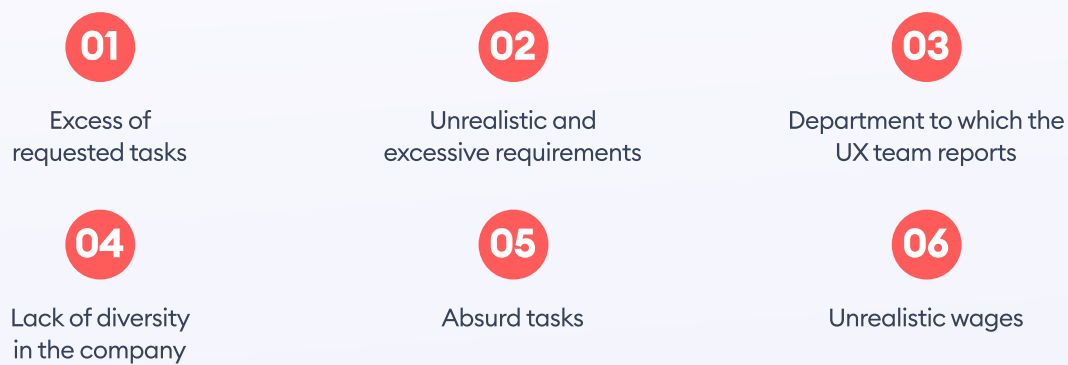 01
Excess of
requested tasks
02
Unrealistic and
excessive requirements
03
Department to which the
UX team reports
04
Lack of diversity
in the company
05
Absurd tasks
06
Unrealistic wages